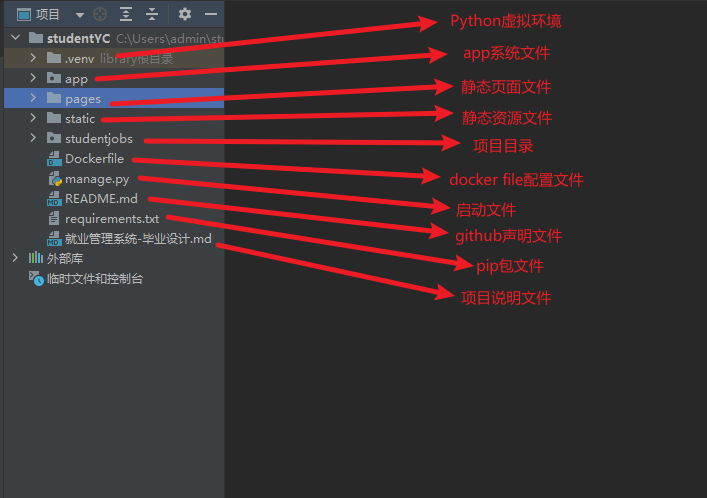 项目
studentYC C:\Users\admin\stu
.venv library根目录
Python虚拟环境
app
app系统文件
pages
静态页面文件
static
静态资源文件
studentjobs
项目目录
Dockerfile
docker file配置文件
manage.py
启动文件
README.md
github声明文件
requirements.txt
pip包文件
就业管理系统-毕业设计.md
项目说明文件
外部库
临时文件和控制台